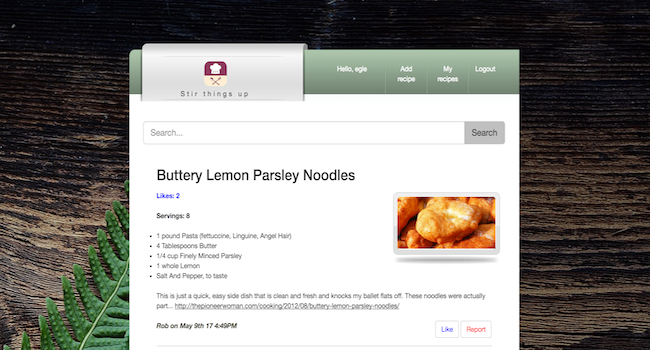 Hello, egle
Add recipe
My recipes
Logout
Stir things up
Search...
Search
Buttery Lemon Parsley Noodles
Likes: 2
Servings: 8
1 pound Pasta (fettuccine, Linguine, Angel Hair)
4 Tablespoons Butter
1/4 cup Finely Minced Parsley
1 whole Lemon
Salt And Pepper, to taste
This is just a quick, easy side dish that is clean and fresh and knocks my ballet flats off. These noodles were actually
part... http://thepioneerwoman.com/cooking/2012/08/buttery-lemon-parsley-noodles/
Rob on May 9th 17 4:49PM
Like
Report